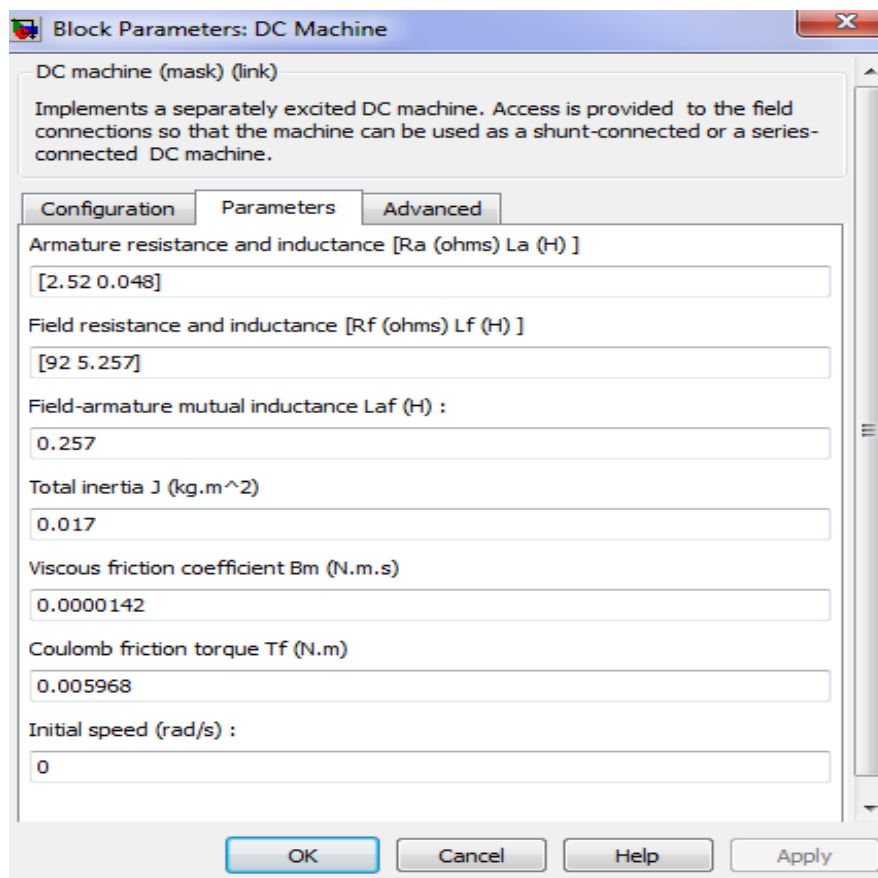 Block Parameters: DC Machine
DC machine (mask) (link)
Implements a separately excited DC machine. Access is provided to the field
connections so that the machine can be used as a shunt-connected or a series-
connected DC machine.
Configuration Parameters Advanced
Armature resistance and inductance [Ra (ohms) La (H) ]
[2.52 0.048]
Field resistance and inductance [Rf (ohms) Lf (H) ]
[92 5.257]
Field-armature mutual inductance Laf (H) :
0.257
Total inertia J (kg.m^2)
0.017
Viscous friction coefficient Bm (N.m.s)
0.0000142
Coulomb friction torque Tf (N.m)
0.005968
Initial speed (rad/s) :
0
OK Cancel Help Apply